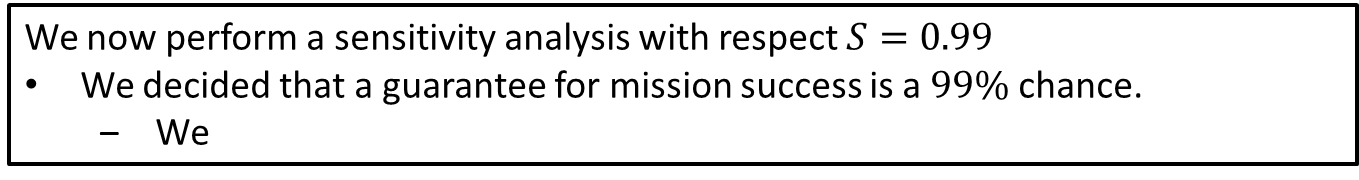 We now perform a sensitivity analysis with respect S = 0.99
• We decided that a guarantee for mission success is a 99% chance.
– We